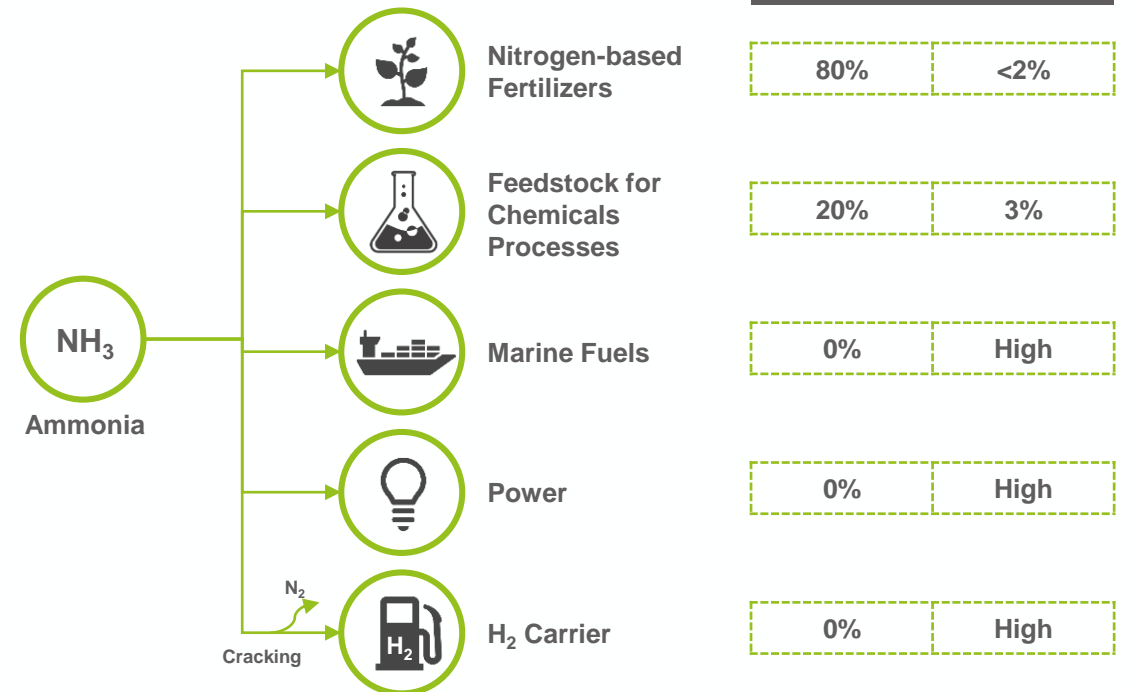 Nitrogen-based
Fertilizers
80% <2%
Feedstock for
Chemicals
Processes
20% 3%
NH₃
Ammonia
Marine Fuels
0% High
Power
0% High
N₂
Cracking
H₂
H₂ Carrier
0% High